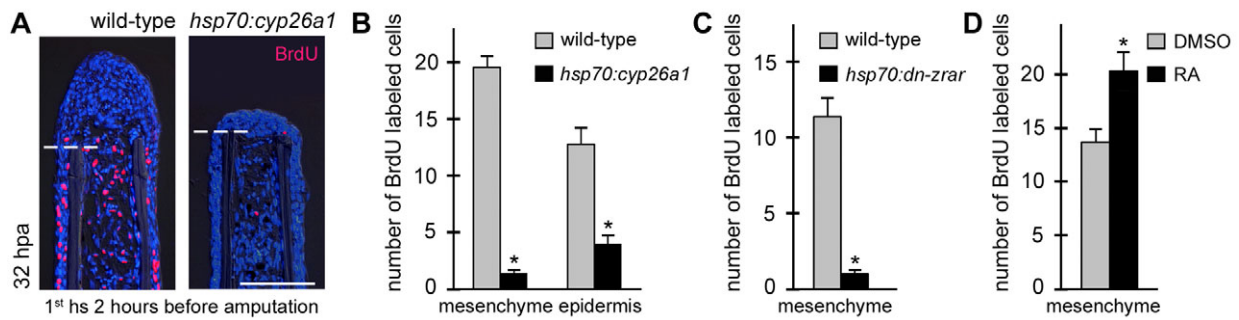 A
wild-type hsp70:cyp26a1
BrdU
32 hpa
1st hs 2 hours before amputation
B
number of BrdU labeled cells
20
15
10
5
0
wild-type
hsp70:cyp26a1
*
*
mesenchyme epidermis
C
number of BrdU labeled cells
15
10
5
0
wild-type
hsp70:dn-zrar
*
mesenchyme
D
number of BrdU labeled cells
20
15
10
5
0
DMSO
RA
*
mesenchyme